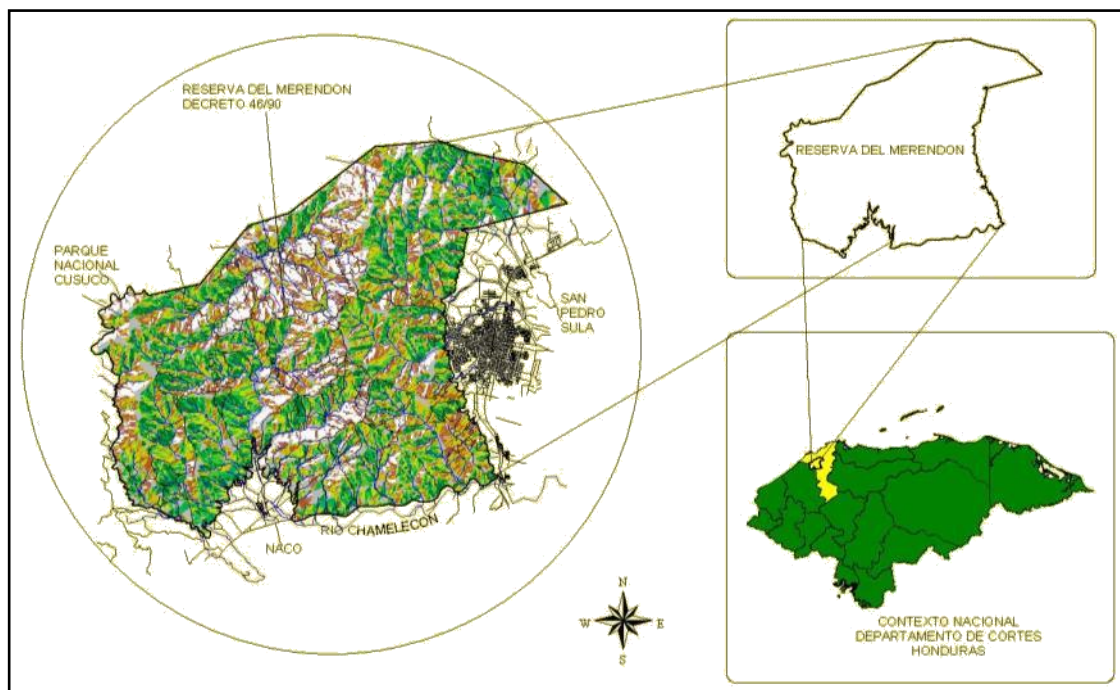 RESERVA DEL MERENDON
DECRETO 46/90
PARQUE
NACIONAL
CUSUCO
SAN
PEDRO
SULA
RIO CHAMELECON
NACO
N
W E
S
RESERVA DEL MERENDON
CONTEXTO NACIONAL
DEPARTAMENTO DE CORTES
HONDURAS